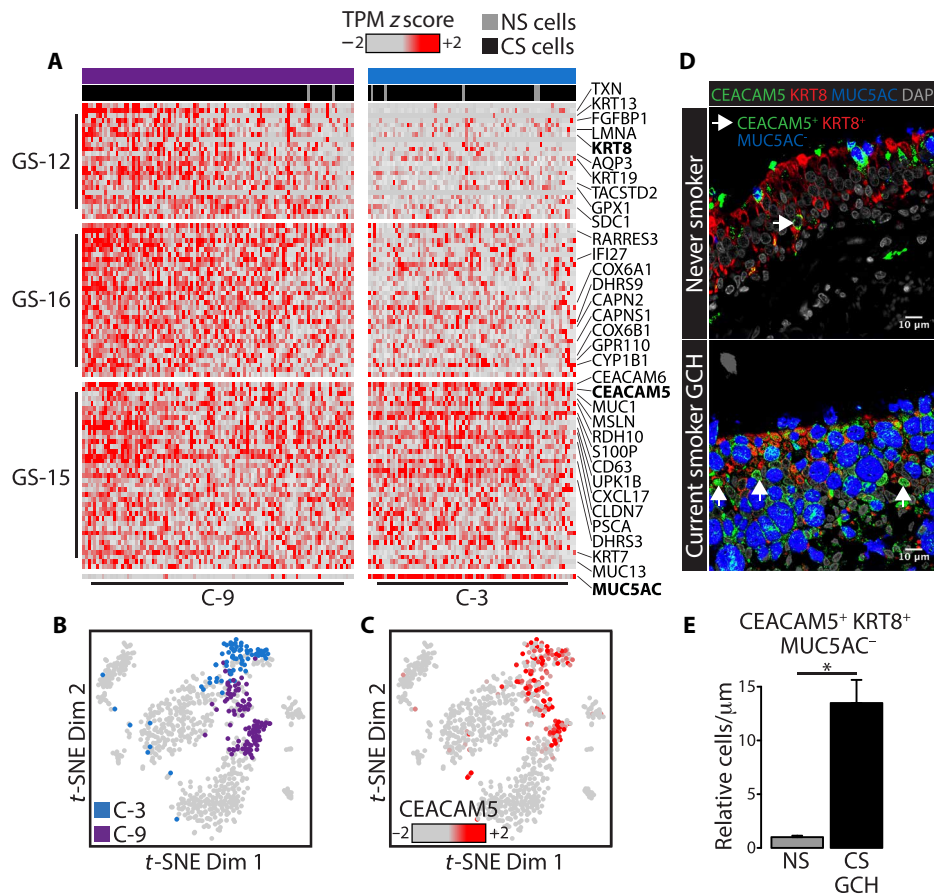 TPM z score
−2 +2
NS cells
CS cells
A
GS-12
GS-16
GS-15
TXN
KRT13
FGFBP1
LMNA
KRT8
AQP3
KRT19
TACSTD2
GPX1
SDC1
RARRES3
IFI27
COX6A1
DHRS9
CAPN2
CAPNS1
COX6B1
GPR110
CYP1B1
CEACAM6
CEACAM5
MUC1
MSLN
RDH10
S100P
CD63
UPK1B
CXCL17
CLDN7
PSCA
DHRS3
KRT7
MUC13
MUC5AC
C-9
C-3
D
CEACAM5 KRT8 MUC5AC DAP
CEACAM5+ KRT8+
MUC5AC-
Never smoker
10 µm
Current smoker GCH
10 µm
B
t-SNE Dim 2
C-3
C-9
t-SNE Dim 1
C
t-SNE Dim 2
CEACAM5
−2 +2
t-SNE Dim 1
E
CEACAM5+ KRT8+
MUC5AC−
*
Relative cells/µm
15
10
5
0
NS
CS
GCH